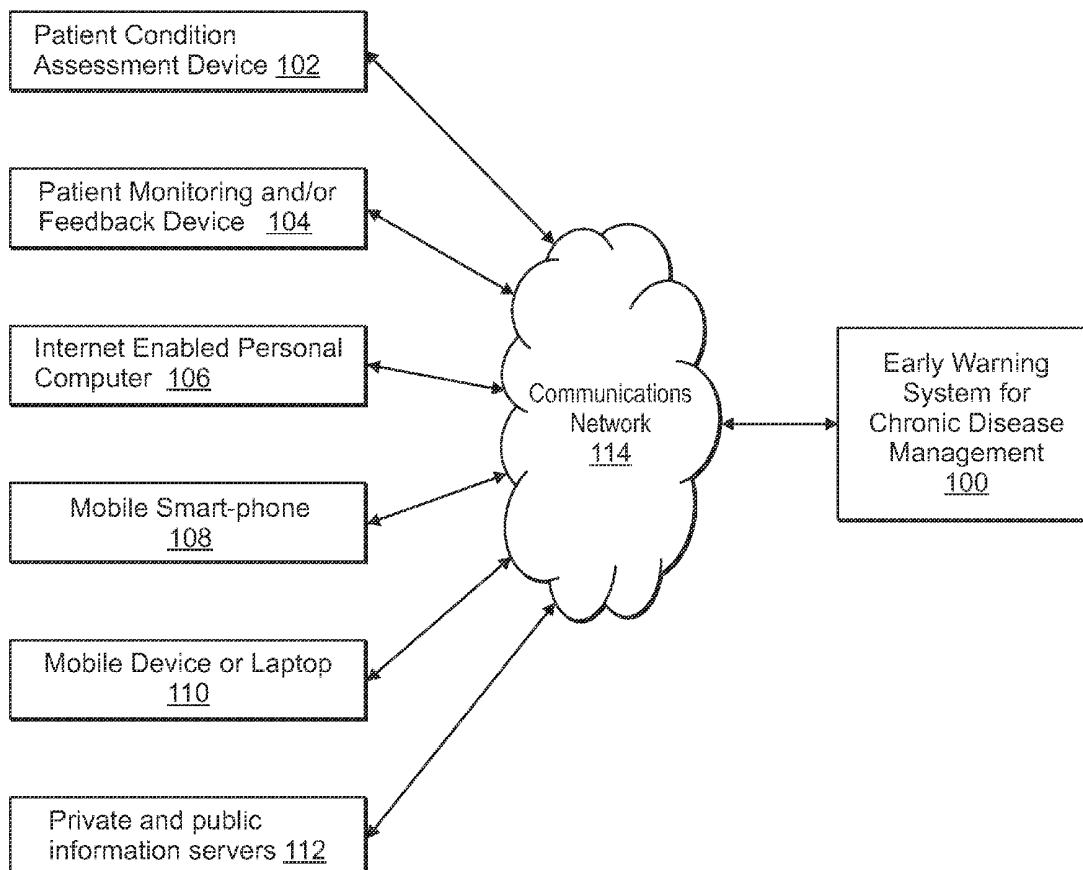 Patient Condition
Assessment Device 102
Patient Monitoring and/or
Feedback Device 104
Internet Enabled Personal
Computer 106
Mobile Smart-phone
108
Mobile Device or Laptop
110
Private and public
information servers 112
Communications
Network
114
Early Warning
System for
Chronic Disease
Management
100